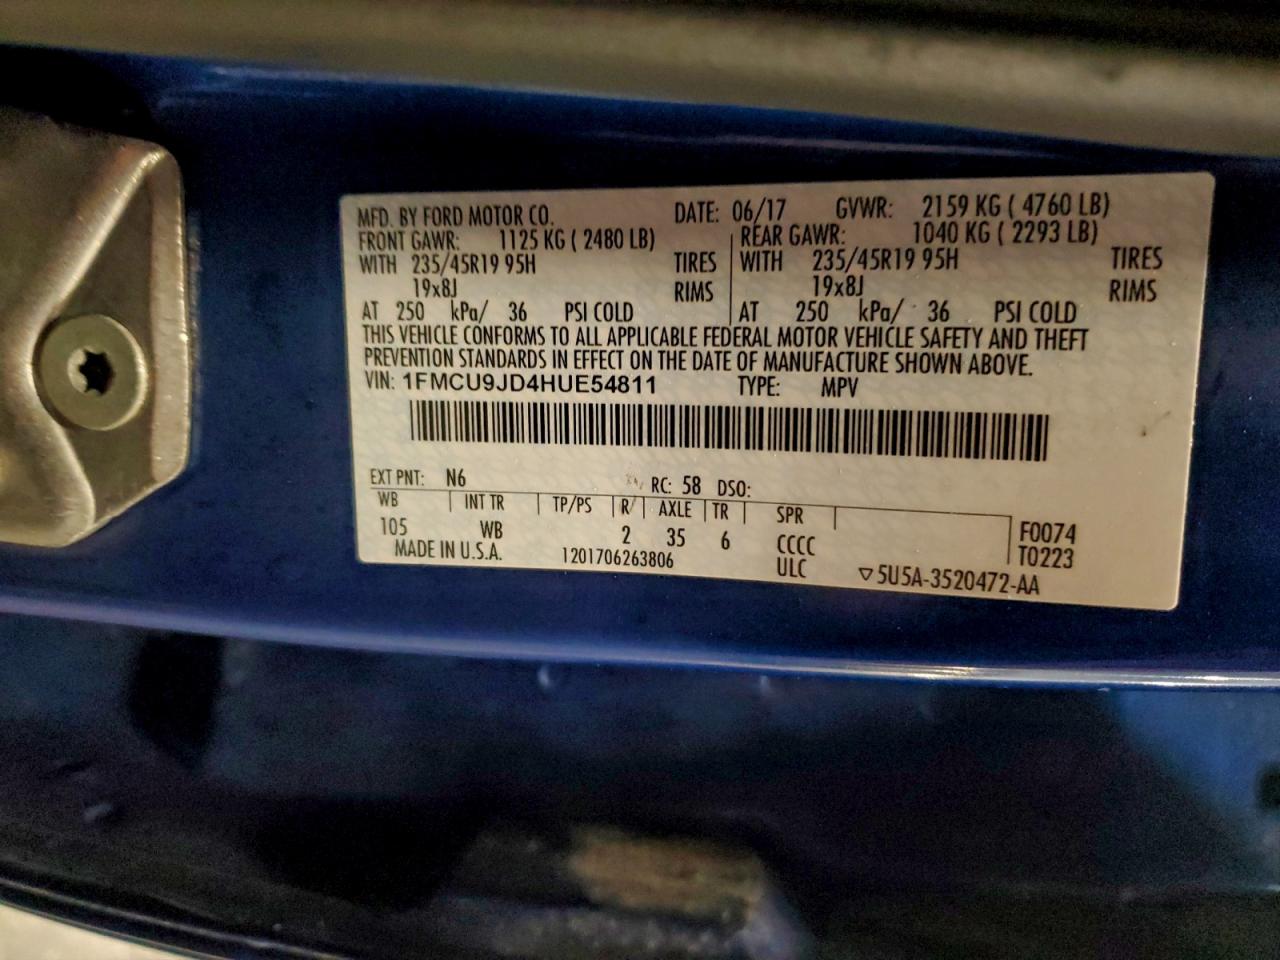 MFD. BY FORD MOTOR CO. DATE: 06/17 GVWR: 2159 KG ( 4760 LB)
FRONT GAWR: 1125 KG ( 2480 LB) REAR GAWR: 1040 KG ( 2293 LB)
WITH 235/45R19 95H TIRES WITH 235/45R19 95H TIRES
19x8J RIMS 19x8J RIMS
AT 250 kPa/ 36 PSI COLD AT 250 kPa/ 36 PSI COLD
THIS VEHICLE CONFORMS TO ALL APPLICABLE FEDERAL MOTOR VEHICLE SAFETY AND THEFT
PREVENTION STANDARDS IN EFFECT ON THE DATE OF MANUFACTURE SHOWN ABOVE.
VIN: 1FMCU9JD4HUE54811 TYPE: MPV
EXT PNT: N6 RC: 58 DSO:
WB INT TR TP/PS R/ AXLE TR SPR
105 WB 2 35 6 CCCC F0074
MADE IN U.S.A. 1201706263806 ULC T0223
▽5U5A-3520472-AA